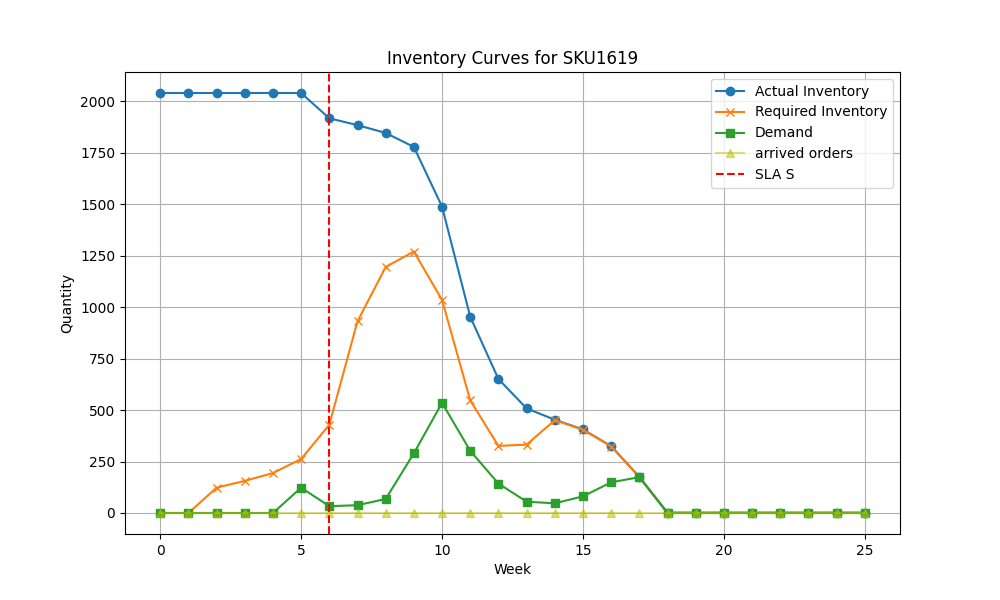 Inventory Curves for SKU1619
Actual Inventory
Required Inventory
Demand
arrived orders
SLA S
Quantity
2000
1750
1500
1250
1000
750
500
250
0
0 5 10 15 20 25
Week